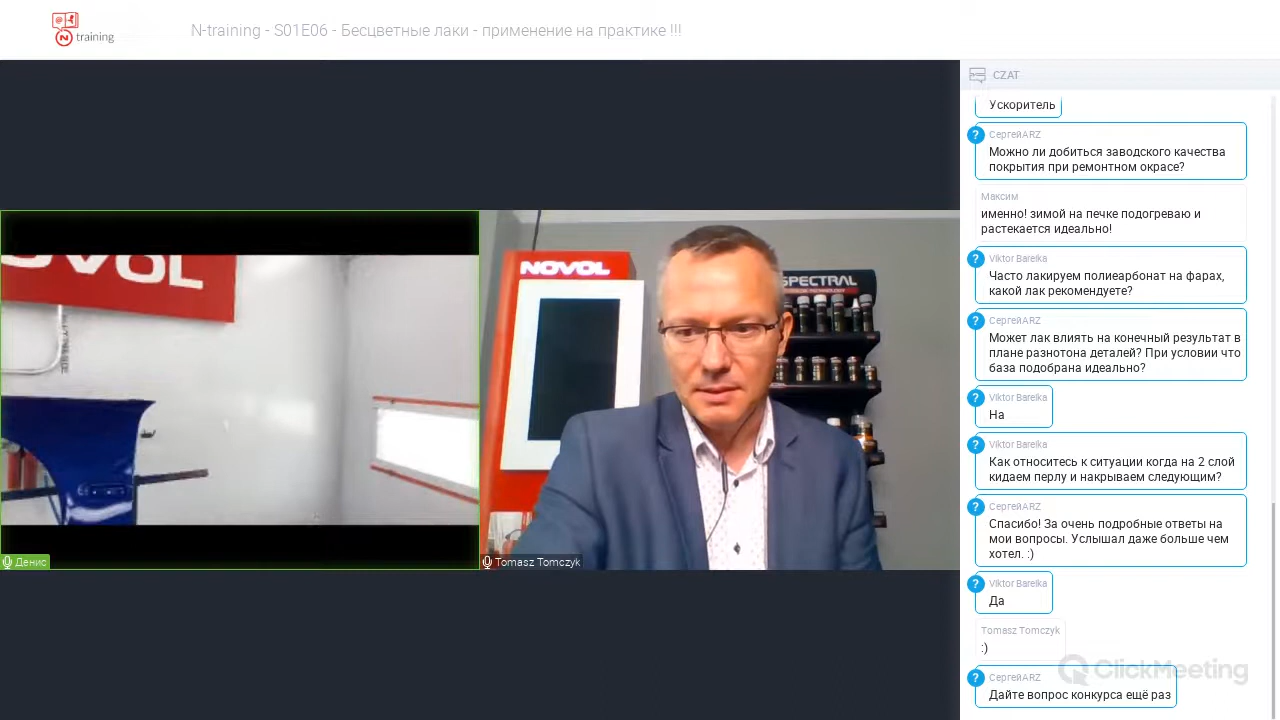 training
N-training - S01E06 - Бесцветные лаки - применение на практике !!!
CZAT
Ускоритель
СергейARZ
Можно ли добиться заводского качества
покрытия при ремонтном окрасе?
Максим
именно! зимой на печке подогреваю и
растекается идеально!
Viktor Bareika
Часто лакируем полиеарбонат на фарах,
какой лак рекомендуете?
СергейARZ
Может лак влиять на конечный результат в
плане разнотона деталей? При условии что
база подобрана идеально?
Viktor Bareika
На
Viktor Bareika
Как относитесь к ситуации когда на 2 слой
кидаем перлу и накрываем следующим?
СергейARZ
Спасибо! За очень подробные ответы на
мои вопросы. Услышал даже больше чем
хотел. :)
Viktor Bareika
Да
Tomasz Tomczyk
:)
СергейARZ
Дайте вопрос конкурса ещё раз
ClickMeeting
NOVOL
NOVOL
SPECTRAL
Денис
Tomasz Tomczyk